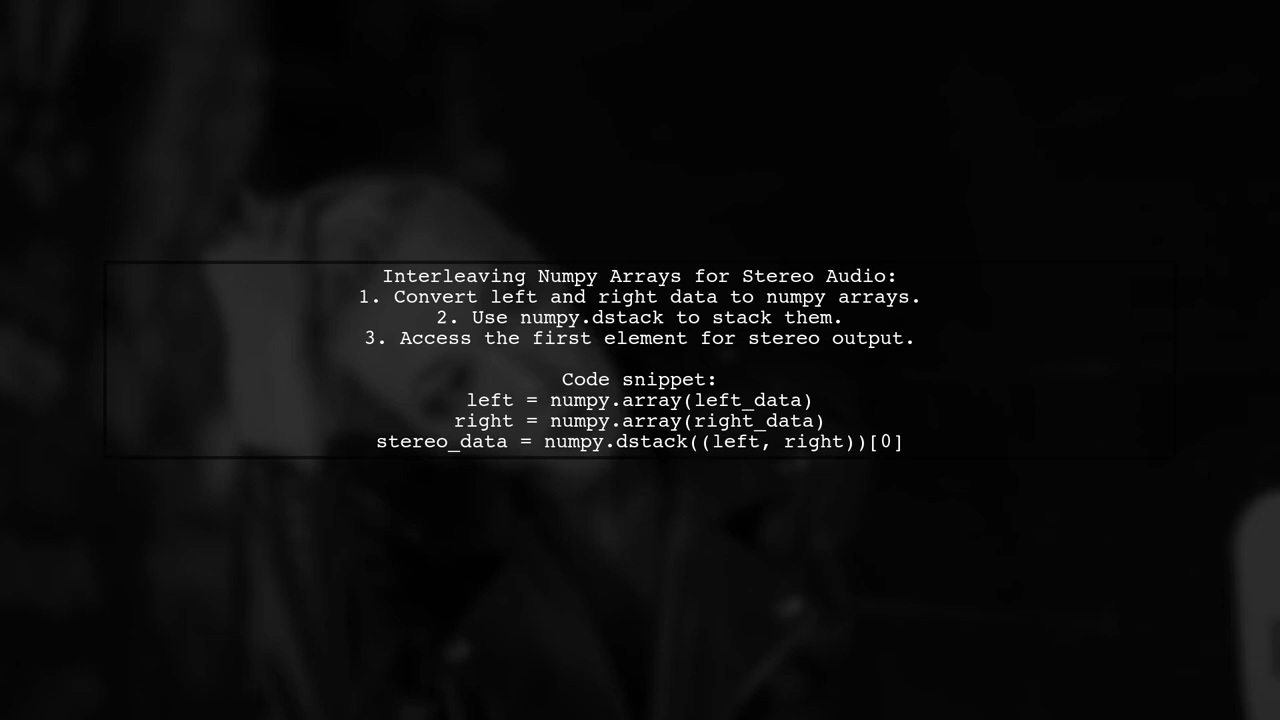 Interleaving Numpy Arrays for Stereo Audio:
1. Convert left and right data to numpy arrays.
2. Use numpy.dstack to stack them.
3. Access the first element for stereo output.
Code snippet:
left = numpy.array(left_data)
right = numpy.array(right_data)
stereo_data = numpy.dstack((left, right))[0]